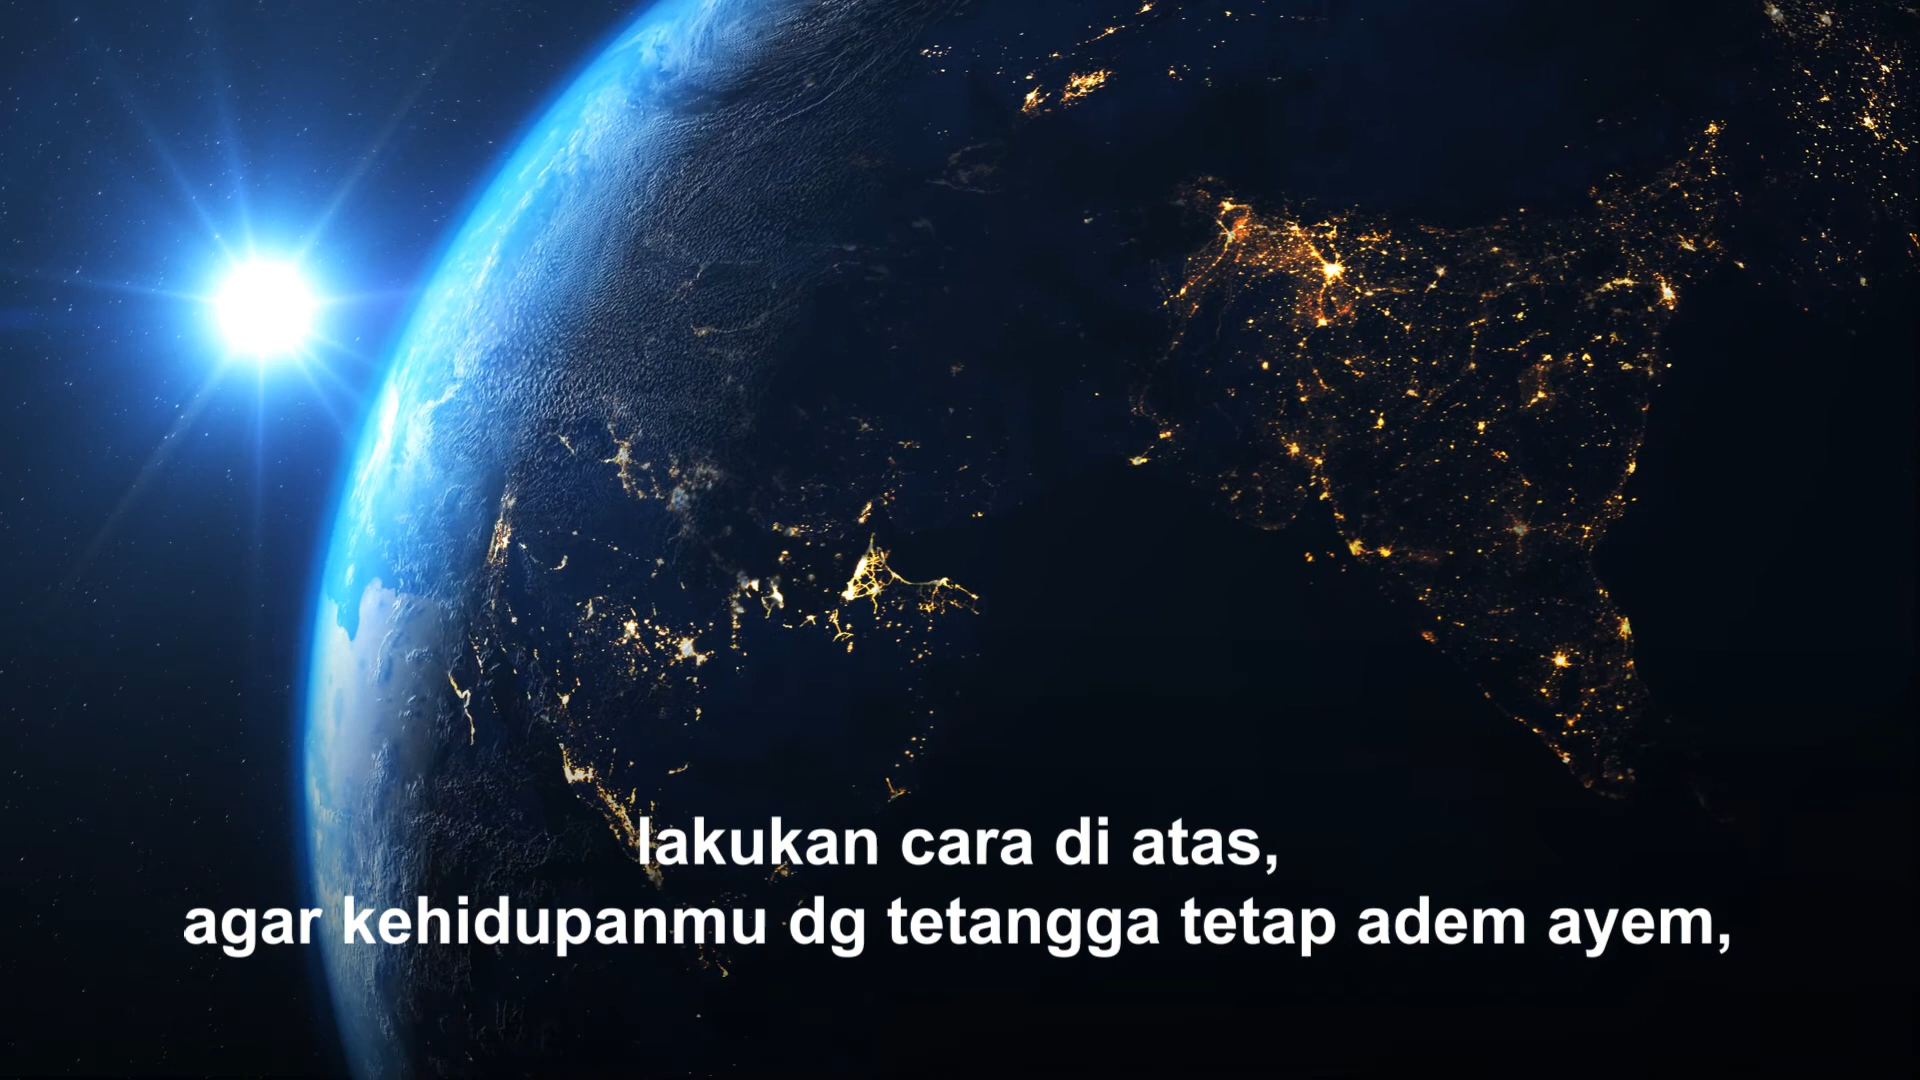 lakukan cara di atas,
agar kehidupanmu dg tetangga tetap adem ayem,